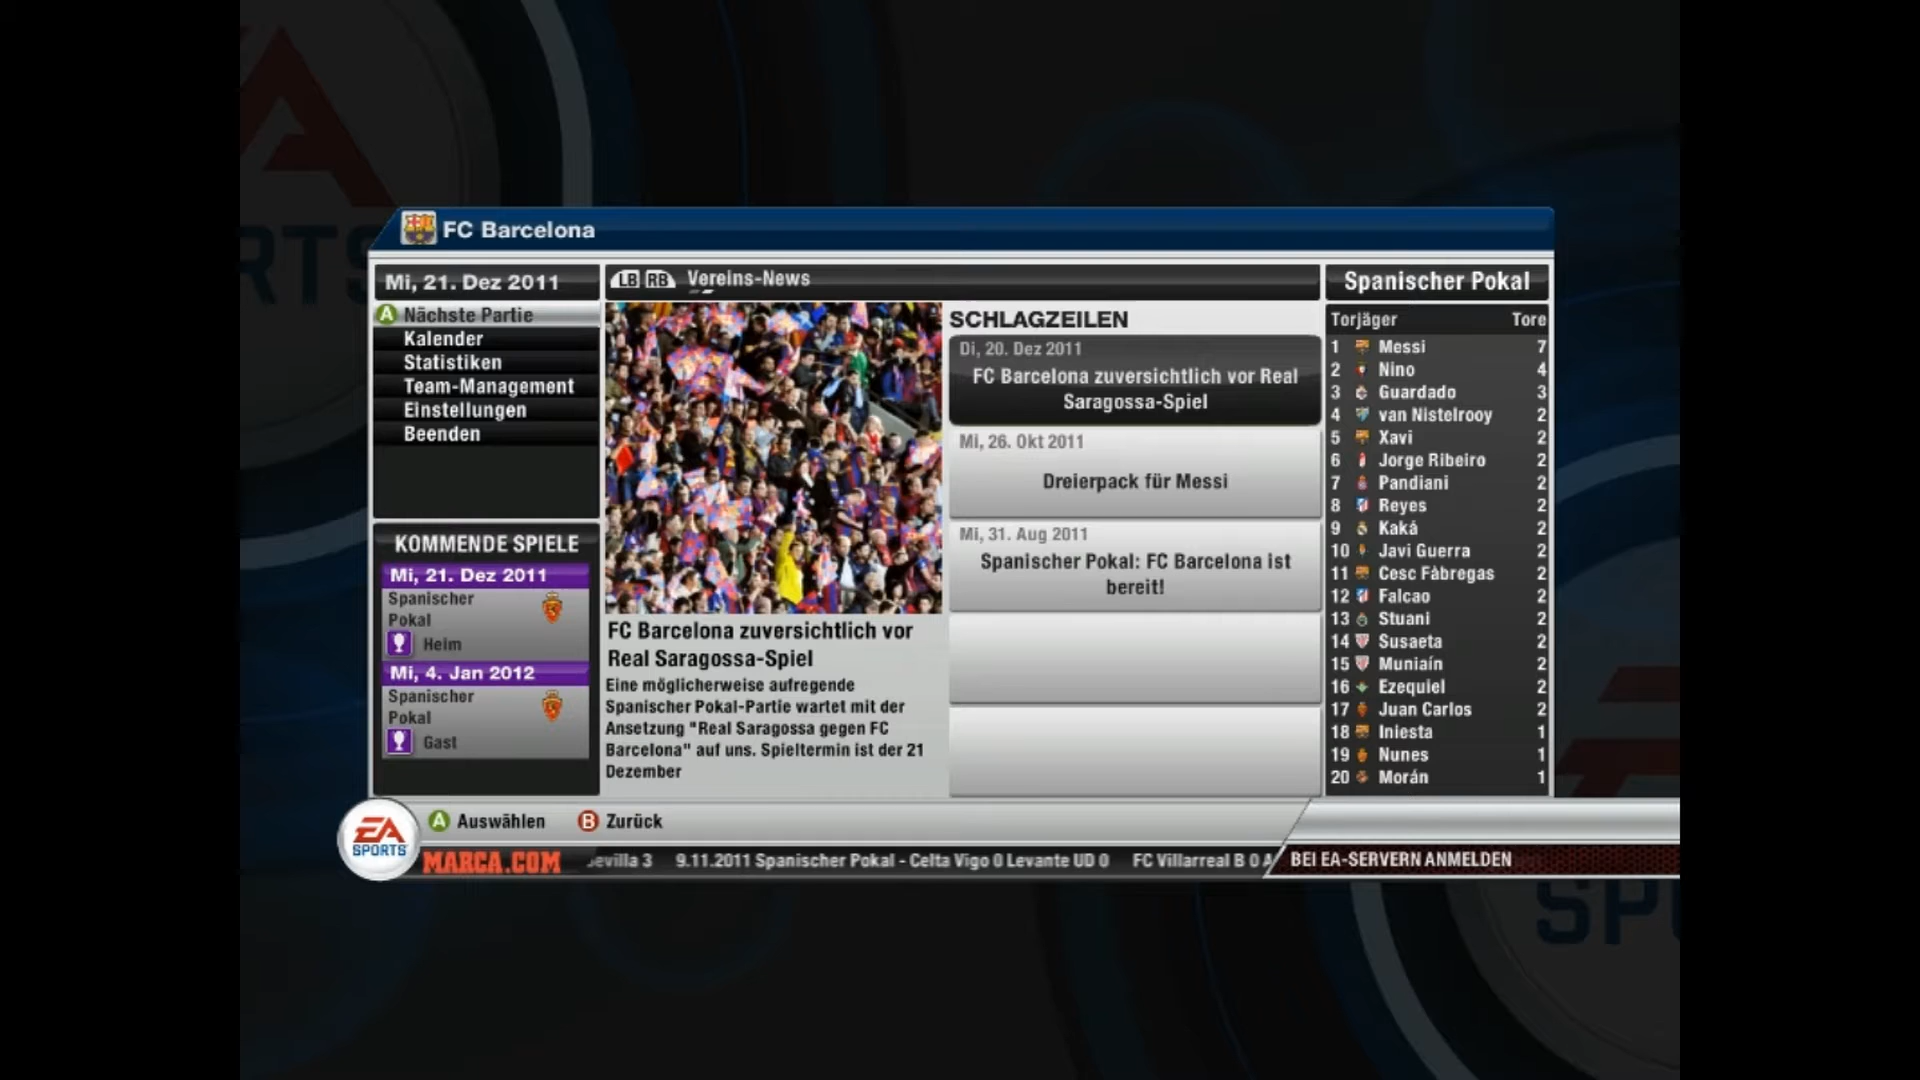 FC Barcelona
Mi, 21. Dez 2011
A Nächste Partie
Kalender
Statistiken
Team-Management
Einstellungen
Beenden
KOMMENDE SPIELE
Mi, 21. Dez 2011
Spanischer
Pokal
Heim
Mi, 4. Jan 2012
Spanischer
Pokal
Gast
LB RB Vereins-News
FC Barcelona zuversichtlich vor
Real Saragossa-Spiel
Eine möglicherweise aufregende
Spanischer Pokal-Partie wartet mit der
Ansetzung "Real Saragossa gegen FC
Barcelona" auf uns. Spieltermin ist der 21
Dezember
SCHLAGZEILEN
Di, 20. Dez 2011
FC Barcelona zuversichtlich vor Real
Saragossa-Spiel
Mi, 26. Okt 2011
Dreierpack für Messi
Mi, 31. Aug 2011
Spanischer Pokal: FC Barcelona ist
bereit!
Spanischer Pokal
Torjäger Tore
1 Messi 7
2 Nino 4
3 Guardado 3
4 van Nistelrooy 2
5 Xavi 2
6 Jorge Ribeiro 2
7 Pandiani 2
8 Reyes 2
9 Kaká 2
10 Javi Guerra 2
11 Cesc Fàbregas 2
12 Falcao 2
13 Stuani 2
14 Susaeta 2
15 Muniaín 2
16 Ezequiel 2
17 Juan Carlos 2
18 Iniesta 1
19 Nunes 1
20 Morán 1
A Auswählen B Zurück
EA SPORTS
MARCA.COM
Sevilla 3 9.11.2011 Spanischer Pokal - Celta Vigo 0 Levante UD 0 FC Villarreal B 0 A
BEI EA-SERVERN ANMELDEN